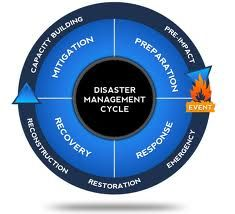 CAPACITY BUILDING
PRE-IMPACT
MITIGATION
PREPARATION
DISASTER
MANAGEMENT
CYCLE
EVENT
RECOVERY
RESPONSE
RECONSTRUCTION
EMERGENCY
RESTORATION